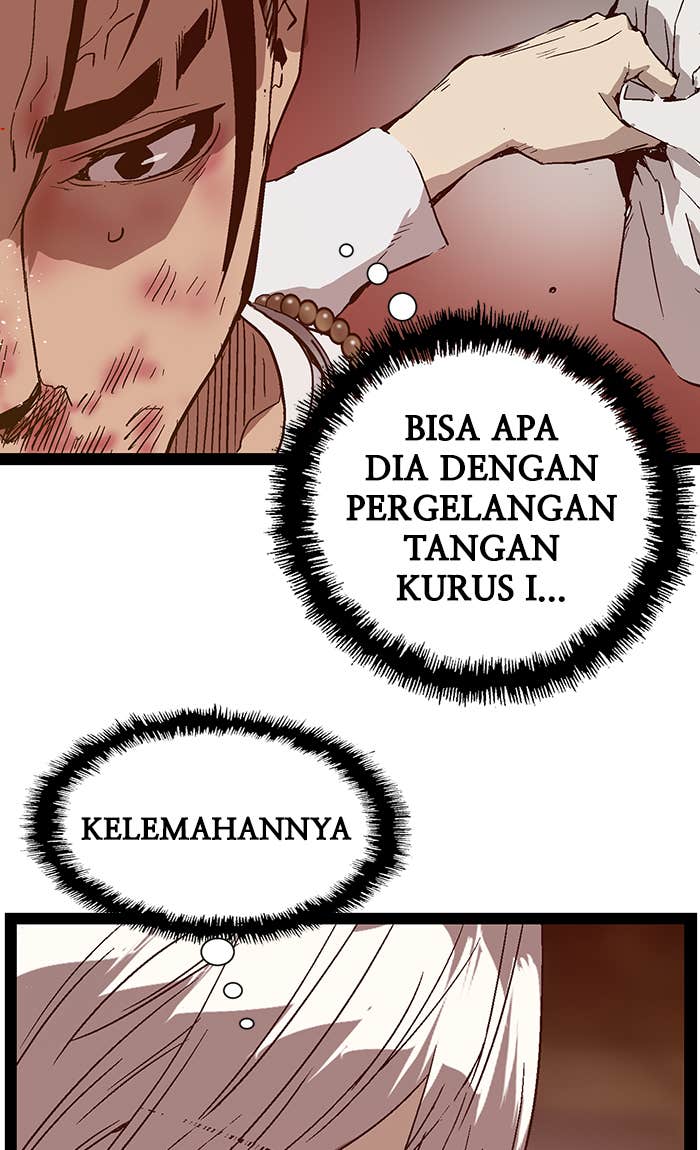 BISA APA
DIA DENGAN
PERGELANGAN
TANGAN
KURUS I...
KELEMAHANNYA